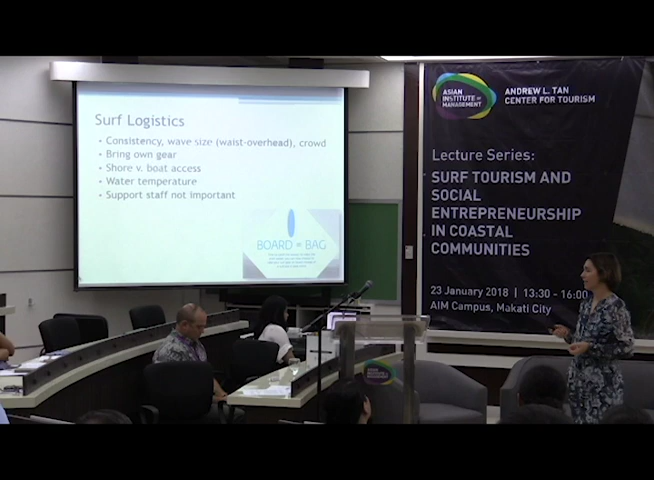 Surf Logistics
• Consistency, wave size (waist-overhead), crowd
• Bring own gear
• Shore v. boat access
• Water temperature
• Support staff not important
BOARD = BAG
ASIAN
INSTITUTE OF
MANAGEMENT
ANDREW L. TAN
CENTER FOR TOURISM
Lecture Series:
SURF TOURISM AND
SOCIAL
ENTREPRENEURSHIP
IN COASTAL
COMMUNITIES
23 January 2018 | 13:30 - 16:00
AIM Campus, Makati City